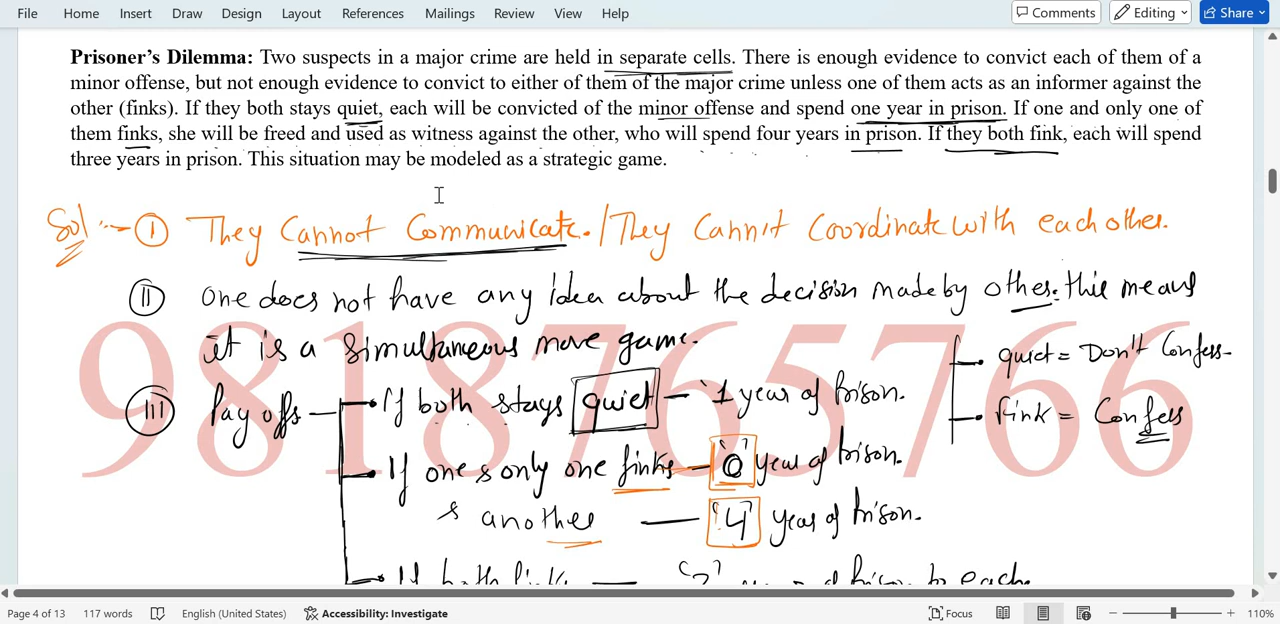 File Home Insert Draw Design Layout References Mailings Review View Help Comments Editing Share
Prisoner's Dilemma: Two suspects in a major crime are held in separate cells. There is enough evidence to convict each of them of a
minor offense, but not enough evidence to convict to either of them of the major crime unless one of them acts as an informer against the
other (finks). If they both stays quiet, each will be convicted of the minor offense and spend one year in prison. If one and only one of
them finks, she will be freed and used as witness against the other, who will spend four years in prison. If they both fink, each will spend
three years in prison. This situation may be modeled as a strategic game.
Sol :- ① They Cannot Communicate. / They Cannot Coordinate with each other.
Ⅱ One does not have any idea about the decision made by other. this means
it is a simultaneous move game.
quiet = Don't Confess
Ⅲ Pay offs - If both stays quiet - '1 year of Prison.
fink = Confess
If one & only one finks - '0' year of Prison.
& another - '4' year of Prison.
9818765766
If both fink -
Page 4 of 13 117 words English (United States) Accessibility: Investigate Focus 110%